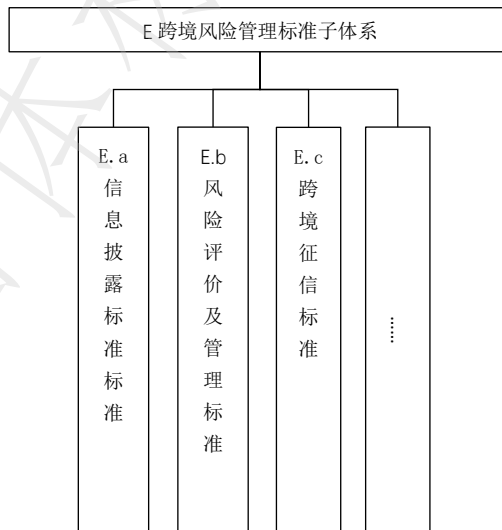 E 跨境风险管理标准子体系
E.a
信
息
披
露
标
准
标
准
E.b
风
险
评
价
及
管
理
标
准
E.c
跨
境
征
信
标
准
……